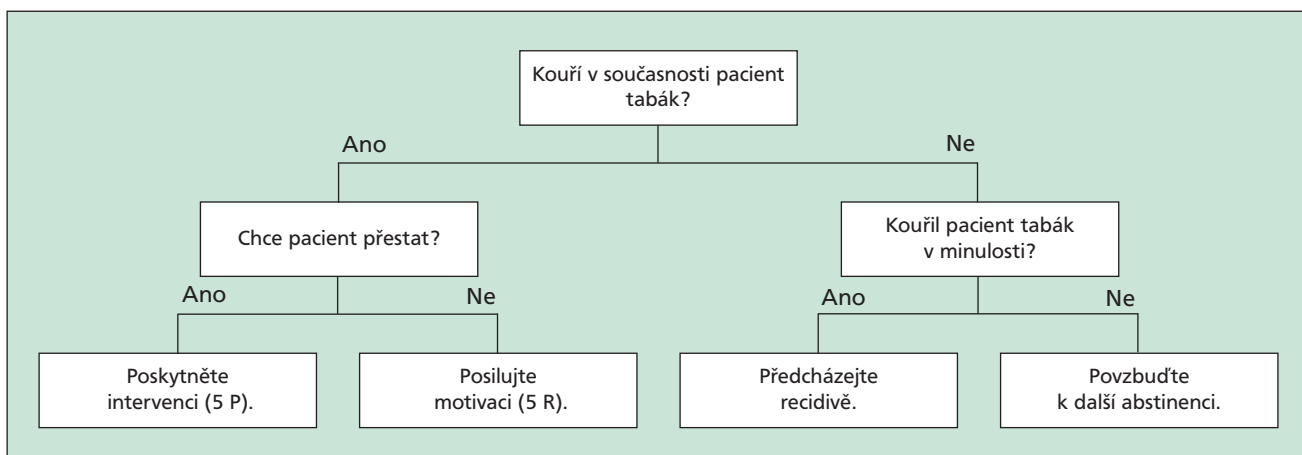 Kouří v současnosti pacient
tabák?
Ano
Ne
Chce pacient přestat?
Kouřil pacient tabák
v minulosti?
Ano
Ne
Ano
Ne
Poskytněte
intervenci (5 P).
Posilujte
motivaci (5 R).
Předcházejte
recidivě.
Povzbuďte
k další abstinenci.